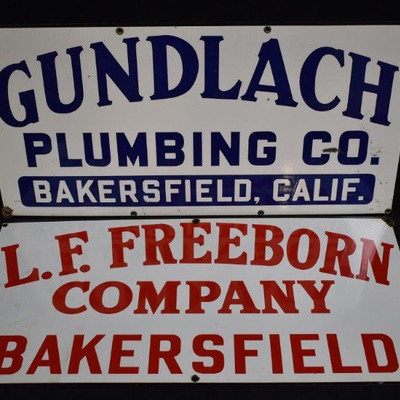 GUNDLACH
PLUMBING CO.
BAKERSFIELD, CALIF.
L.F. FREEBORN
COMPANY
BAKERSFIELD